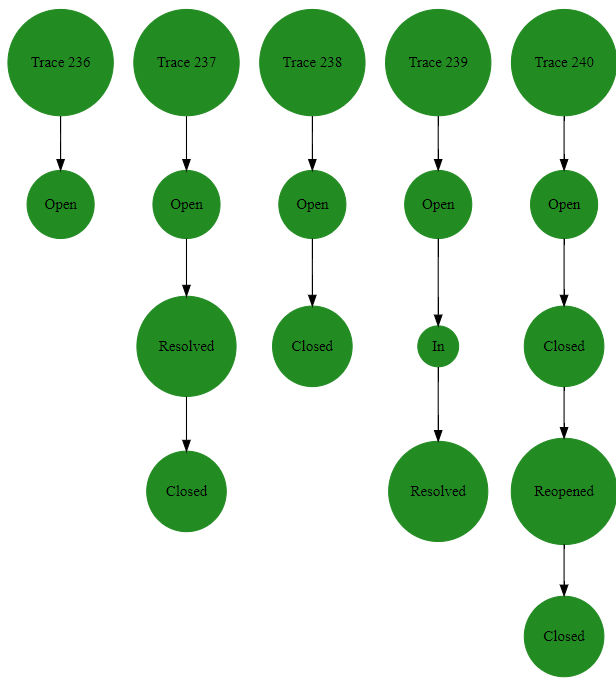 Trace 236
Trace 237
Trace 238
Trace 239
Trace 240
Open
Open
Open
Open
Open
Resolved
Closed
In
Closed
Closed
Resolved
Reopened
Closed